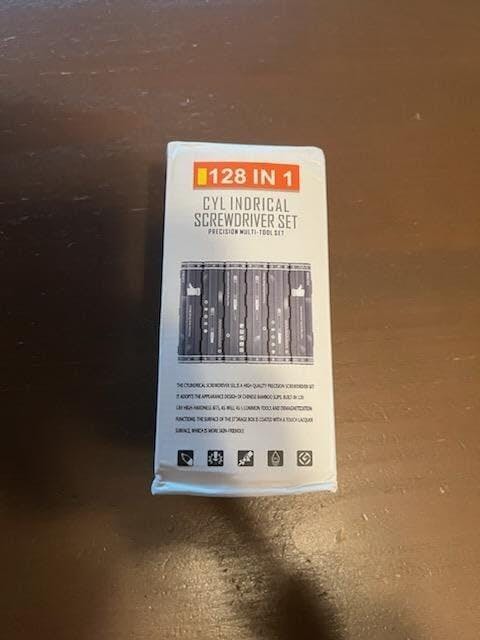 128 IN 1
CYL INDRICAL
SCREWDRIVER SET
PRECISION MULTI-TOOL SET
THE CYLINDRICAL SCREWDRIVER SET, IS A HIGH QUALITY PRECISION SCREWDRIVER SET
IT ADOPTS THE APPEARANCE DESIGN OF CHINESE BAMBOO SLIPS. BUILT IN 120
HIGH HARDNESS BITS, AS WELL AS COMMON TOOLS AND DEMAGNETIZATION
FUNCTIONS THE SURFACE OF THE STORAGE BOX IS COATED WITH A TOUCH LACQUER
SURFACE, WHICH IS MORE SKIN-FRIENDLY